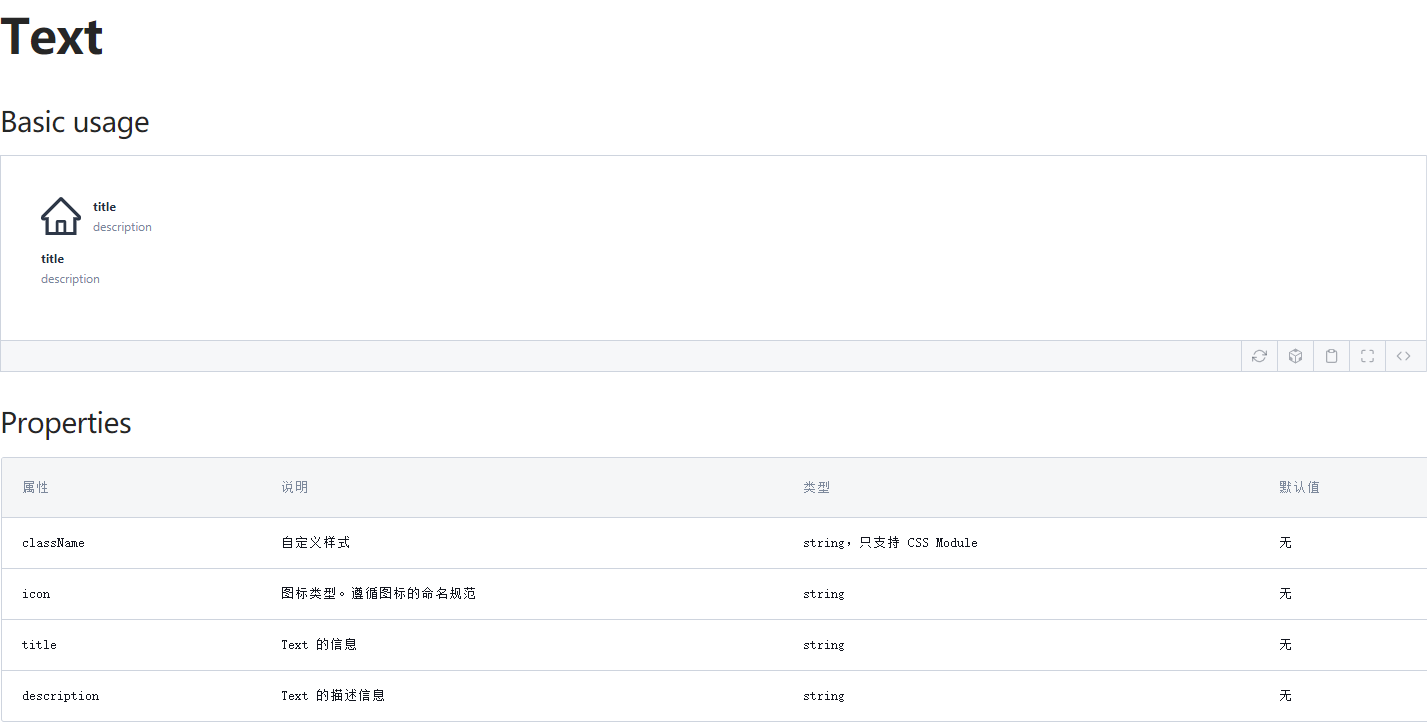 Text
Basic usage
title
description
title
description
Properties
属性 说明 类型 默认值
className 自定义样式 string，只支持 CSS Module 无
icon 图标类型。遵循图标的命名规范 string 无
title Text 的信息 string 无
description Text 的描述信息 string 无